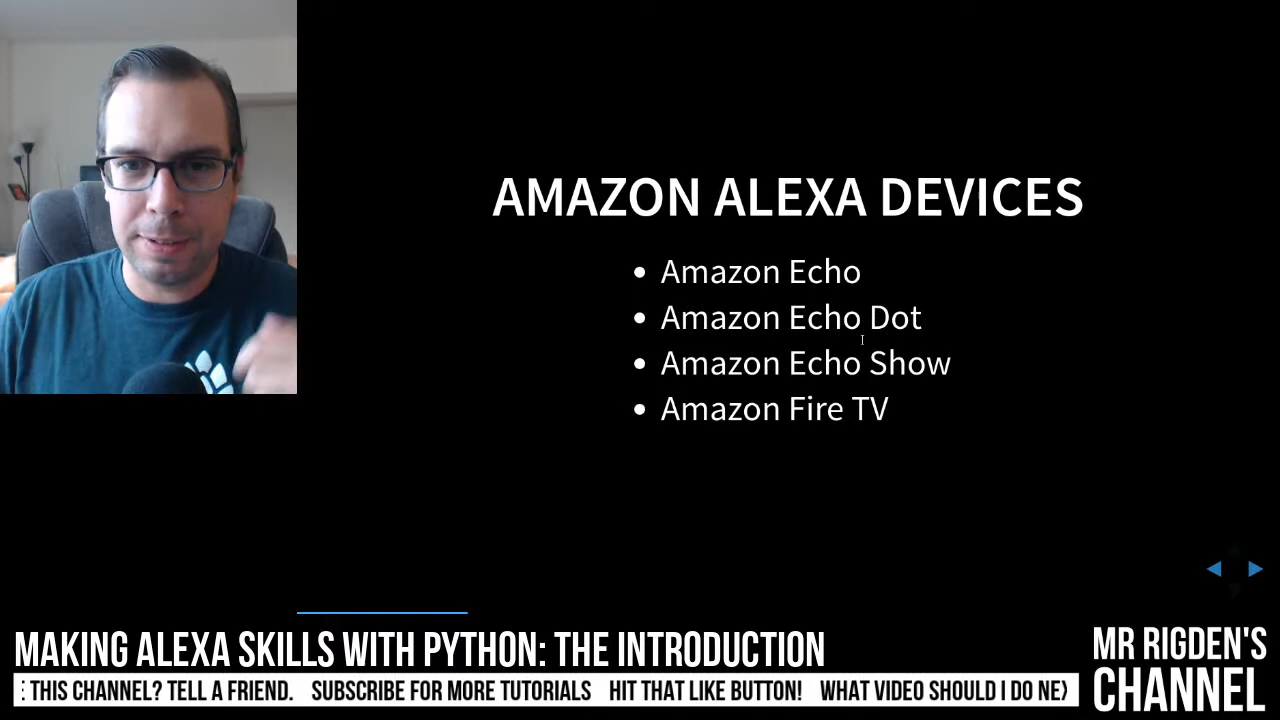 AMAZON ALEXA DEVICES
Amazon Echo
Amazon Echo Dot
Amazon Echo Show
Amazon Fire TV
MAKING ALEXA SKILLS WITH PYTHON: THE INTRODUCTION
THIS CHANNEL? TELL A FRIEND. SUBSCRIBE FOR MORE TUTORIALS HIT THAT LIKE BUTTON! WHAT VIDEO SHOULD I DO
MR RIGDEN'S
CHANNEL